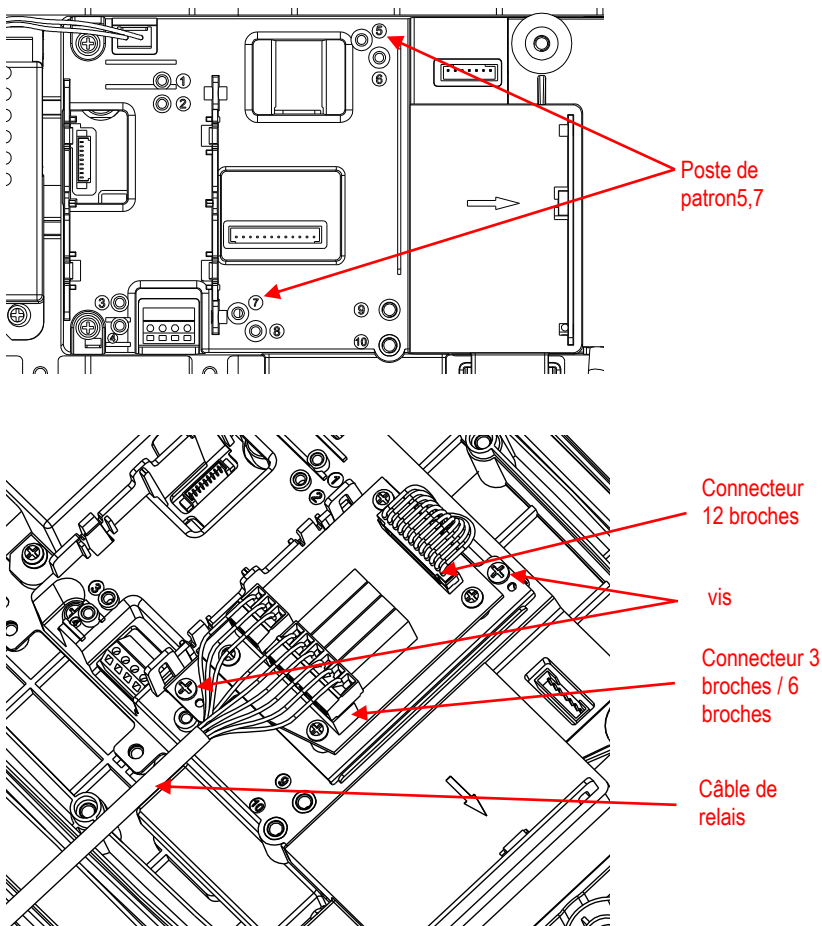 ⑤
⑥
①
②
Poste de
patron5,7
③
④
⑦
⑧
⑨
⑩
①
②
③
Connecteur
12 broches
vis
Connecteur 3
broches / 6
broches
⑨
⑩
Câble de
relais